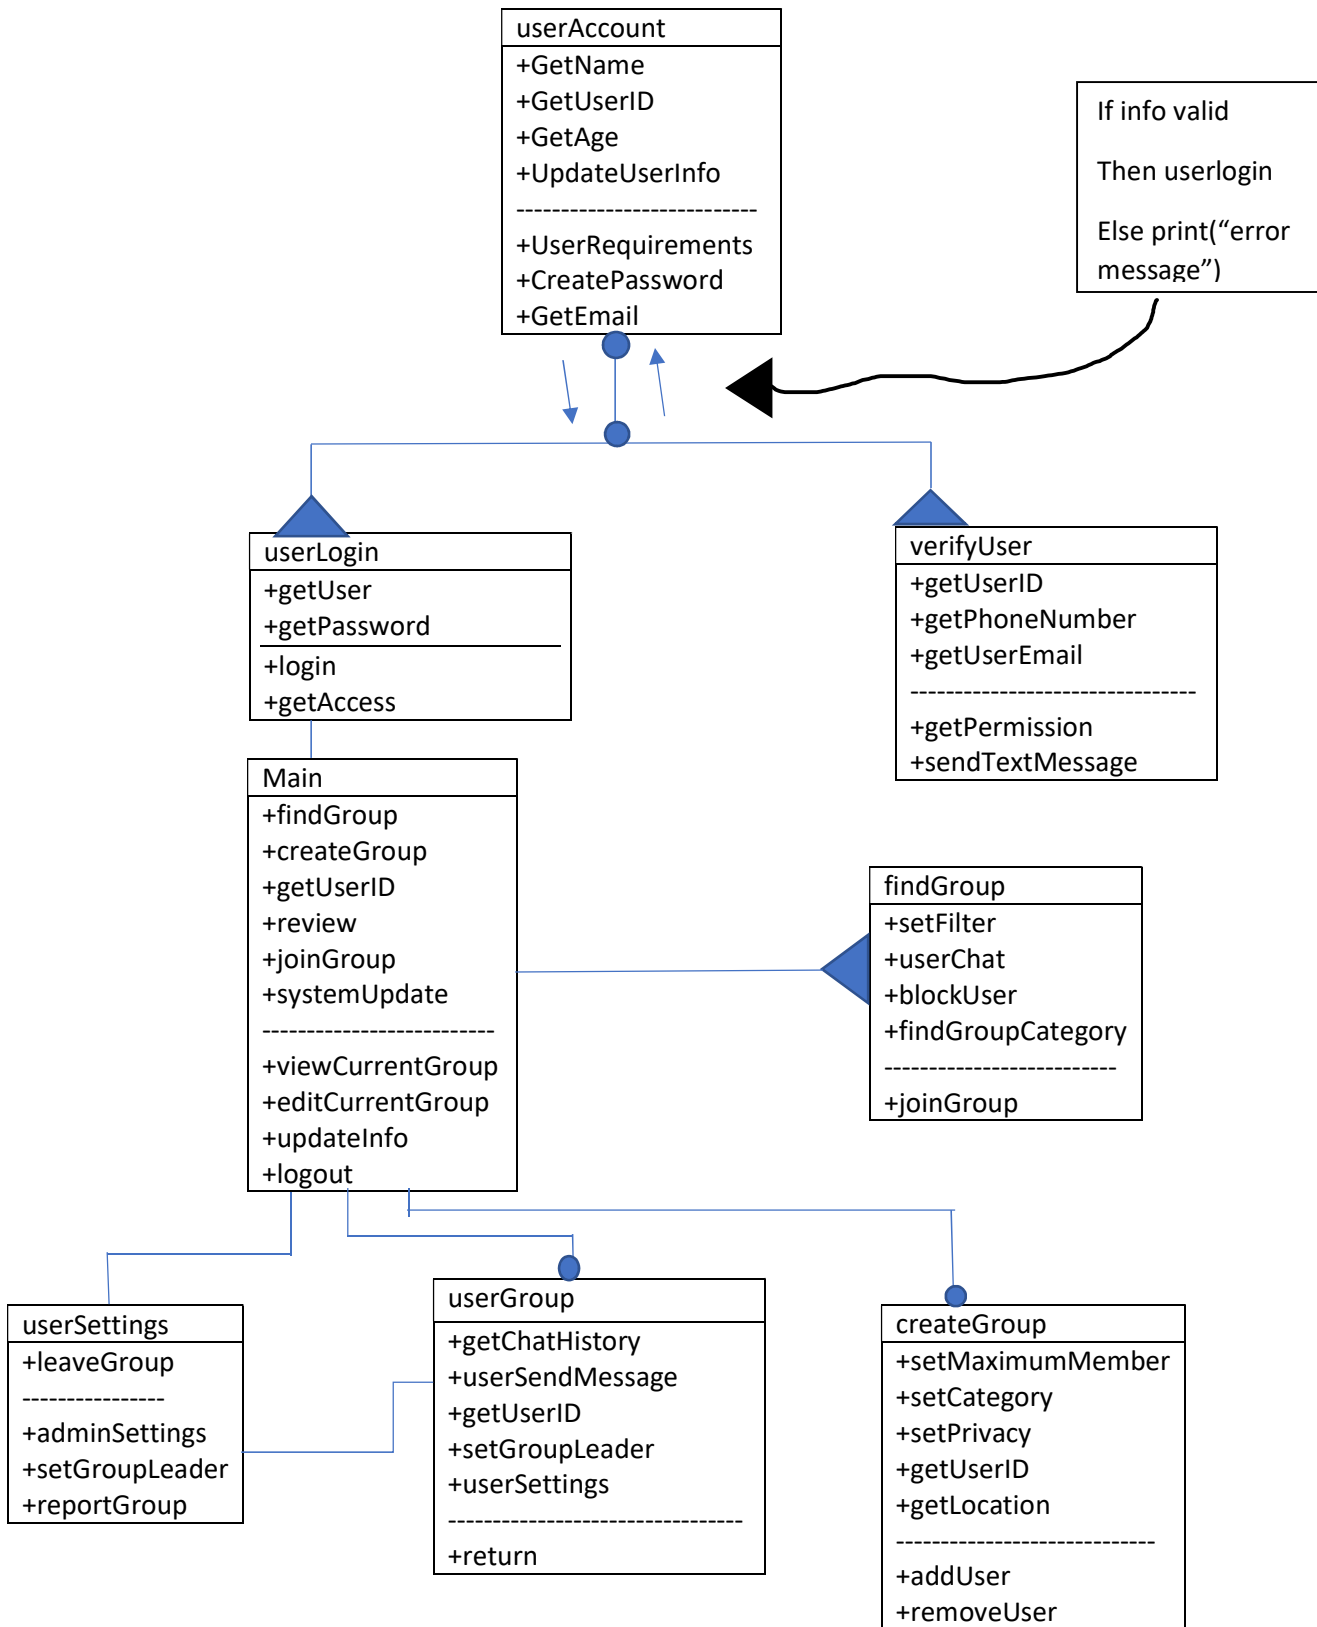 userAccount
+GetName
+GetUserID
+GetAge
+UpdateUserInfo
---------------------------
+UserRequirements
+CreatePassword
+GetEmail
If info valid
Then userlogin
Else print(“error
message”)
userLogin
+getUser
+getPassword
+login
+getAccess
verifyUser
+getUserID
+getPhoneNumber
+getUserEmail
--------------------------------
+getPermission
+sendTextMessage
Main
+findGroup
+createGroup
+getUserID
+review
+joinGroup
+systemUpdate
--------------------------
+viewCurrentGroup
+editCurrentGroup
+updateInfo
+logout
findGroup
+setFilter
+userChat
+blockUser
+findGroupCategory
--------------------------
+joinGroup
userSettings
+leaveGroup
----------------
+adminSettings
+setGroupLeader
+reportGroup
userGroup
+getChatHistory
+userSendMessage
+getUserID
+setGroupLeader
+userSettings
---------------------------------
+return
createGroup
+setMaximumMember
+setCategory
+setPrivacy
+getUserID
+getLocation
-----------------------------
+addUser
+removeUser